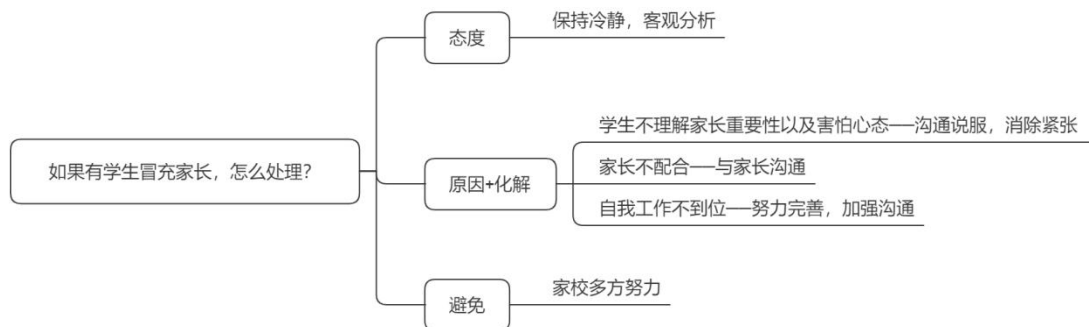 如果有学生冒充家长，怎么处理？
态度
保持冷静，客观分析
原因+化解
学生不理解家长重要性以及害怕心态——沟通说服，消除紧张
家长不配合——与家长沟通
自我工作不到位——努力完善，加强沟通
避免
家校多方努力